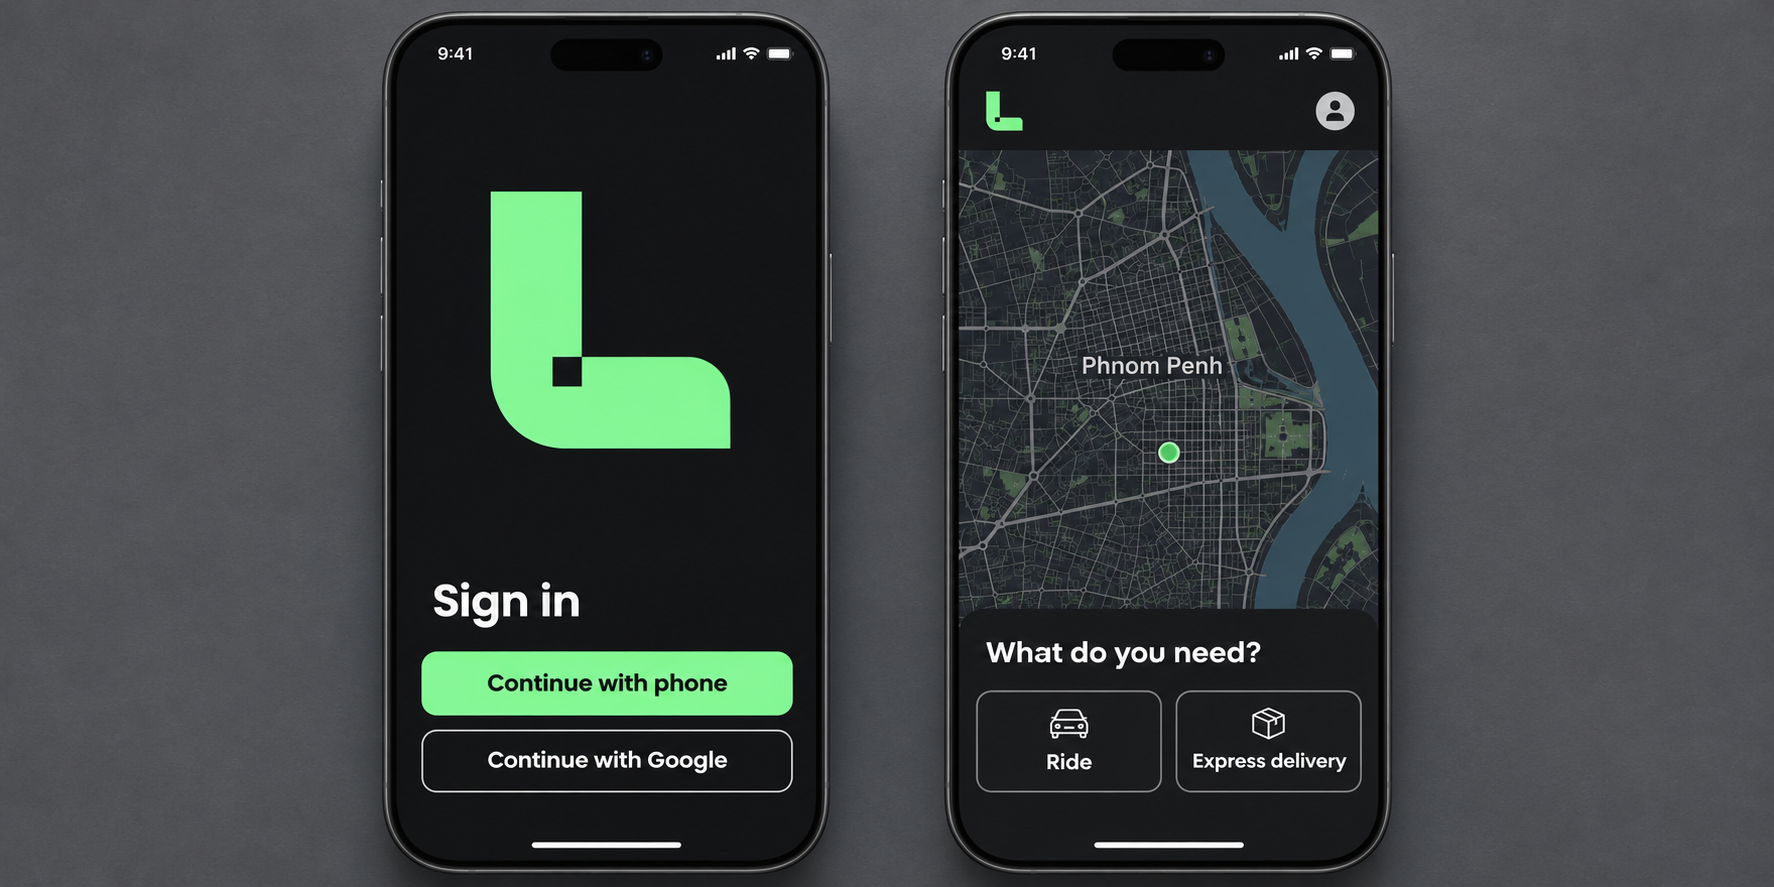 9:41
Sign in
Continue with phone
Continue with Google
9:41
Phnom Penh
What do you need?
Ride
Express delivery